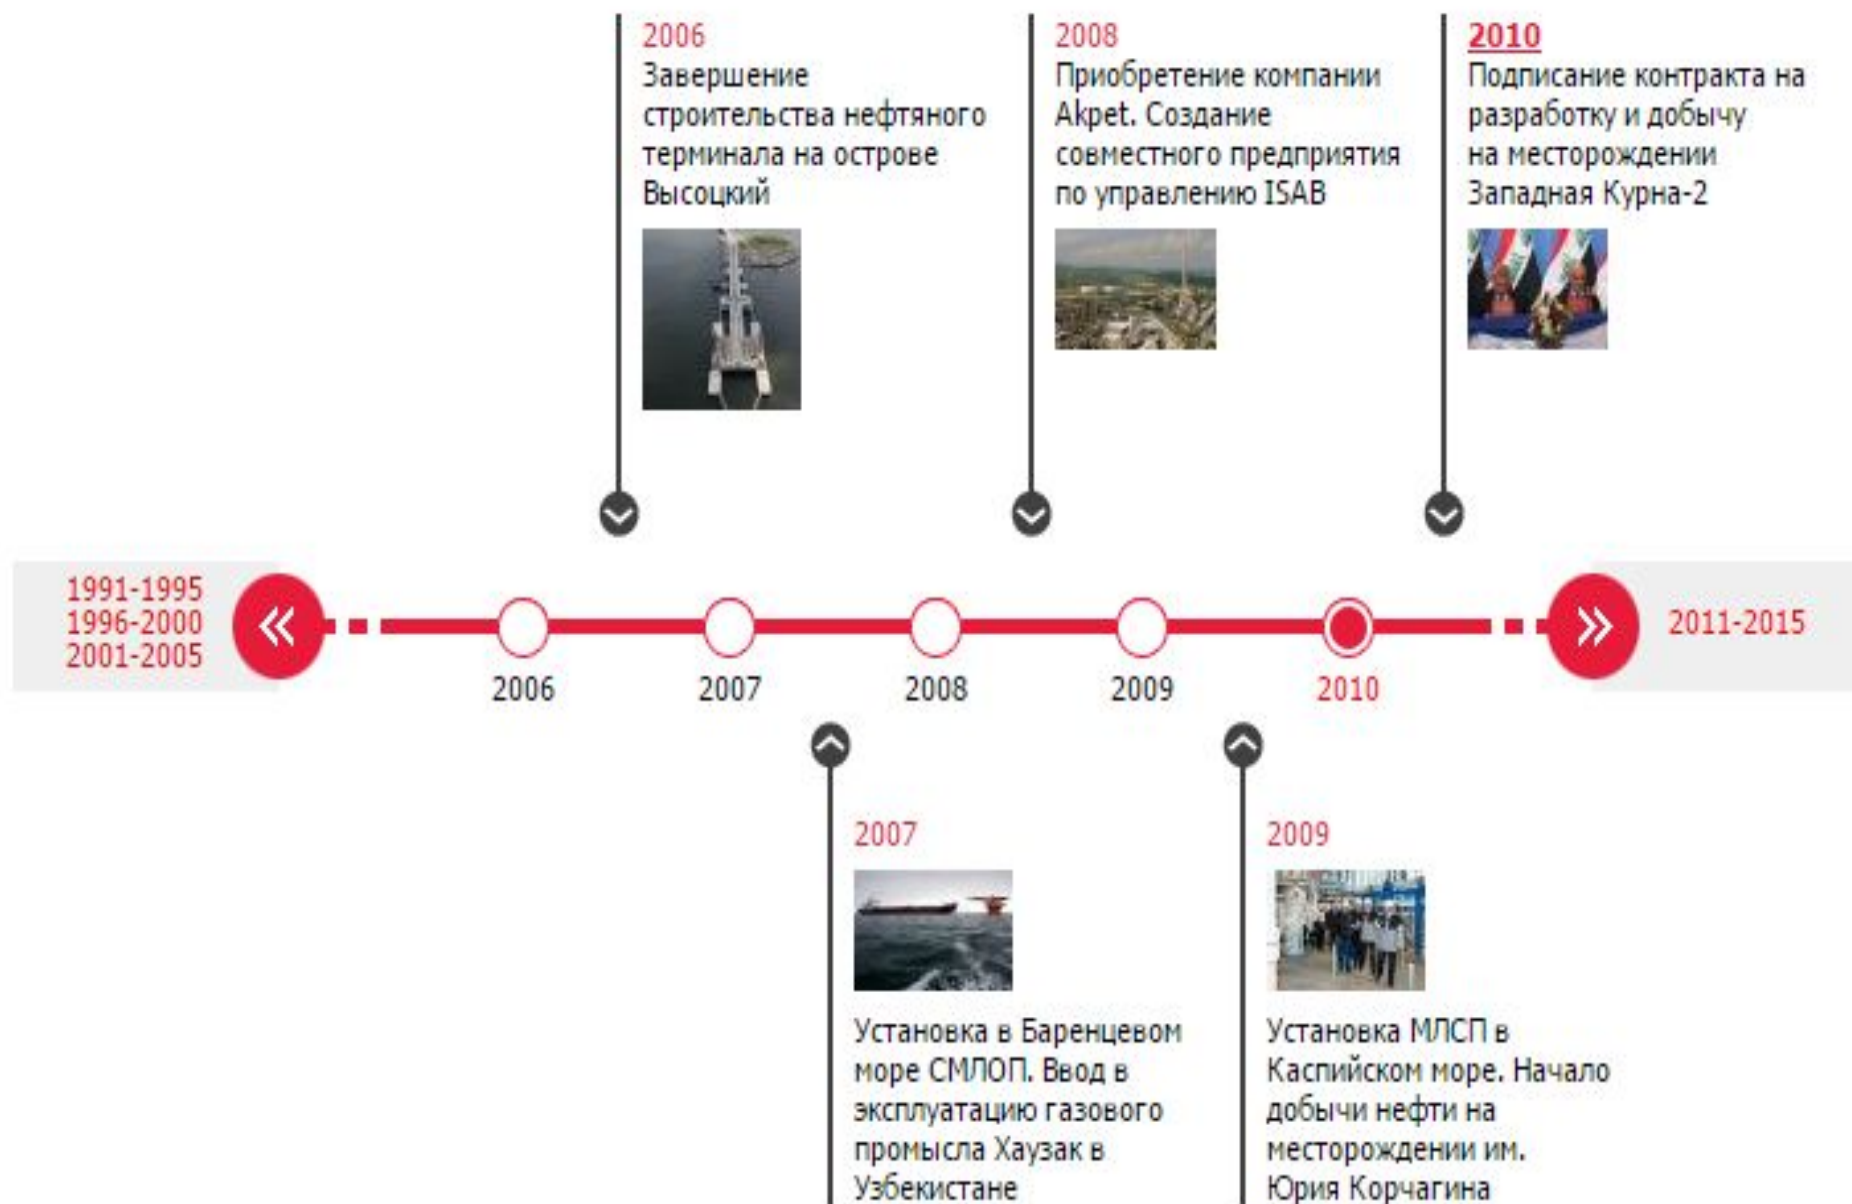 2006
Завершение
строительства нефтяного
терминала на острове
Высоцкий
2008
Приобретение компании
Akpet. Создание
совместного предприятия
по управлению ISAB
2010
Подписание контракта на
разработку и добычу
на месторождении
Западная Курна-2
1991-1995
1996-2000
2001-2005
2011-2015
2006
2007
2008
2009
2010
2007
Установка в Баренцевом
море СМЛОП. Ввод в
эксплуатацию газового
промысла Хаузак в
Узбекистане
2009
Установка МЛСП в
Каспийском море. Начало
добычи нефти на
месторождении им.
Юрия Корчагина